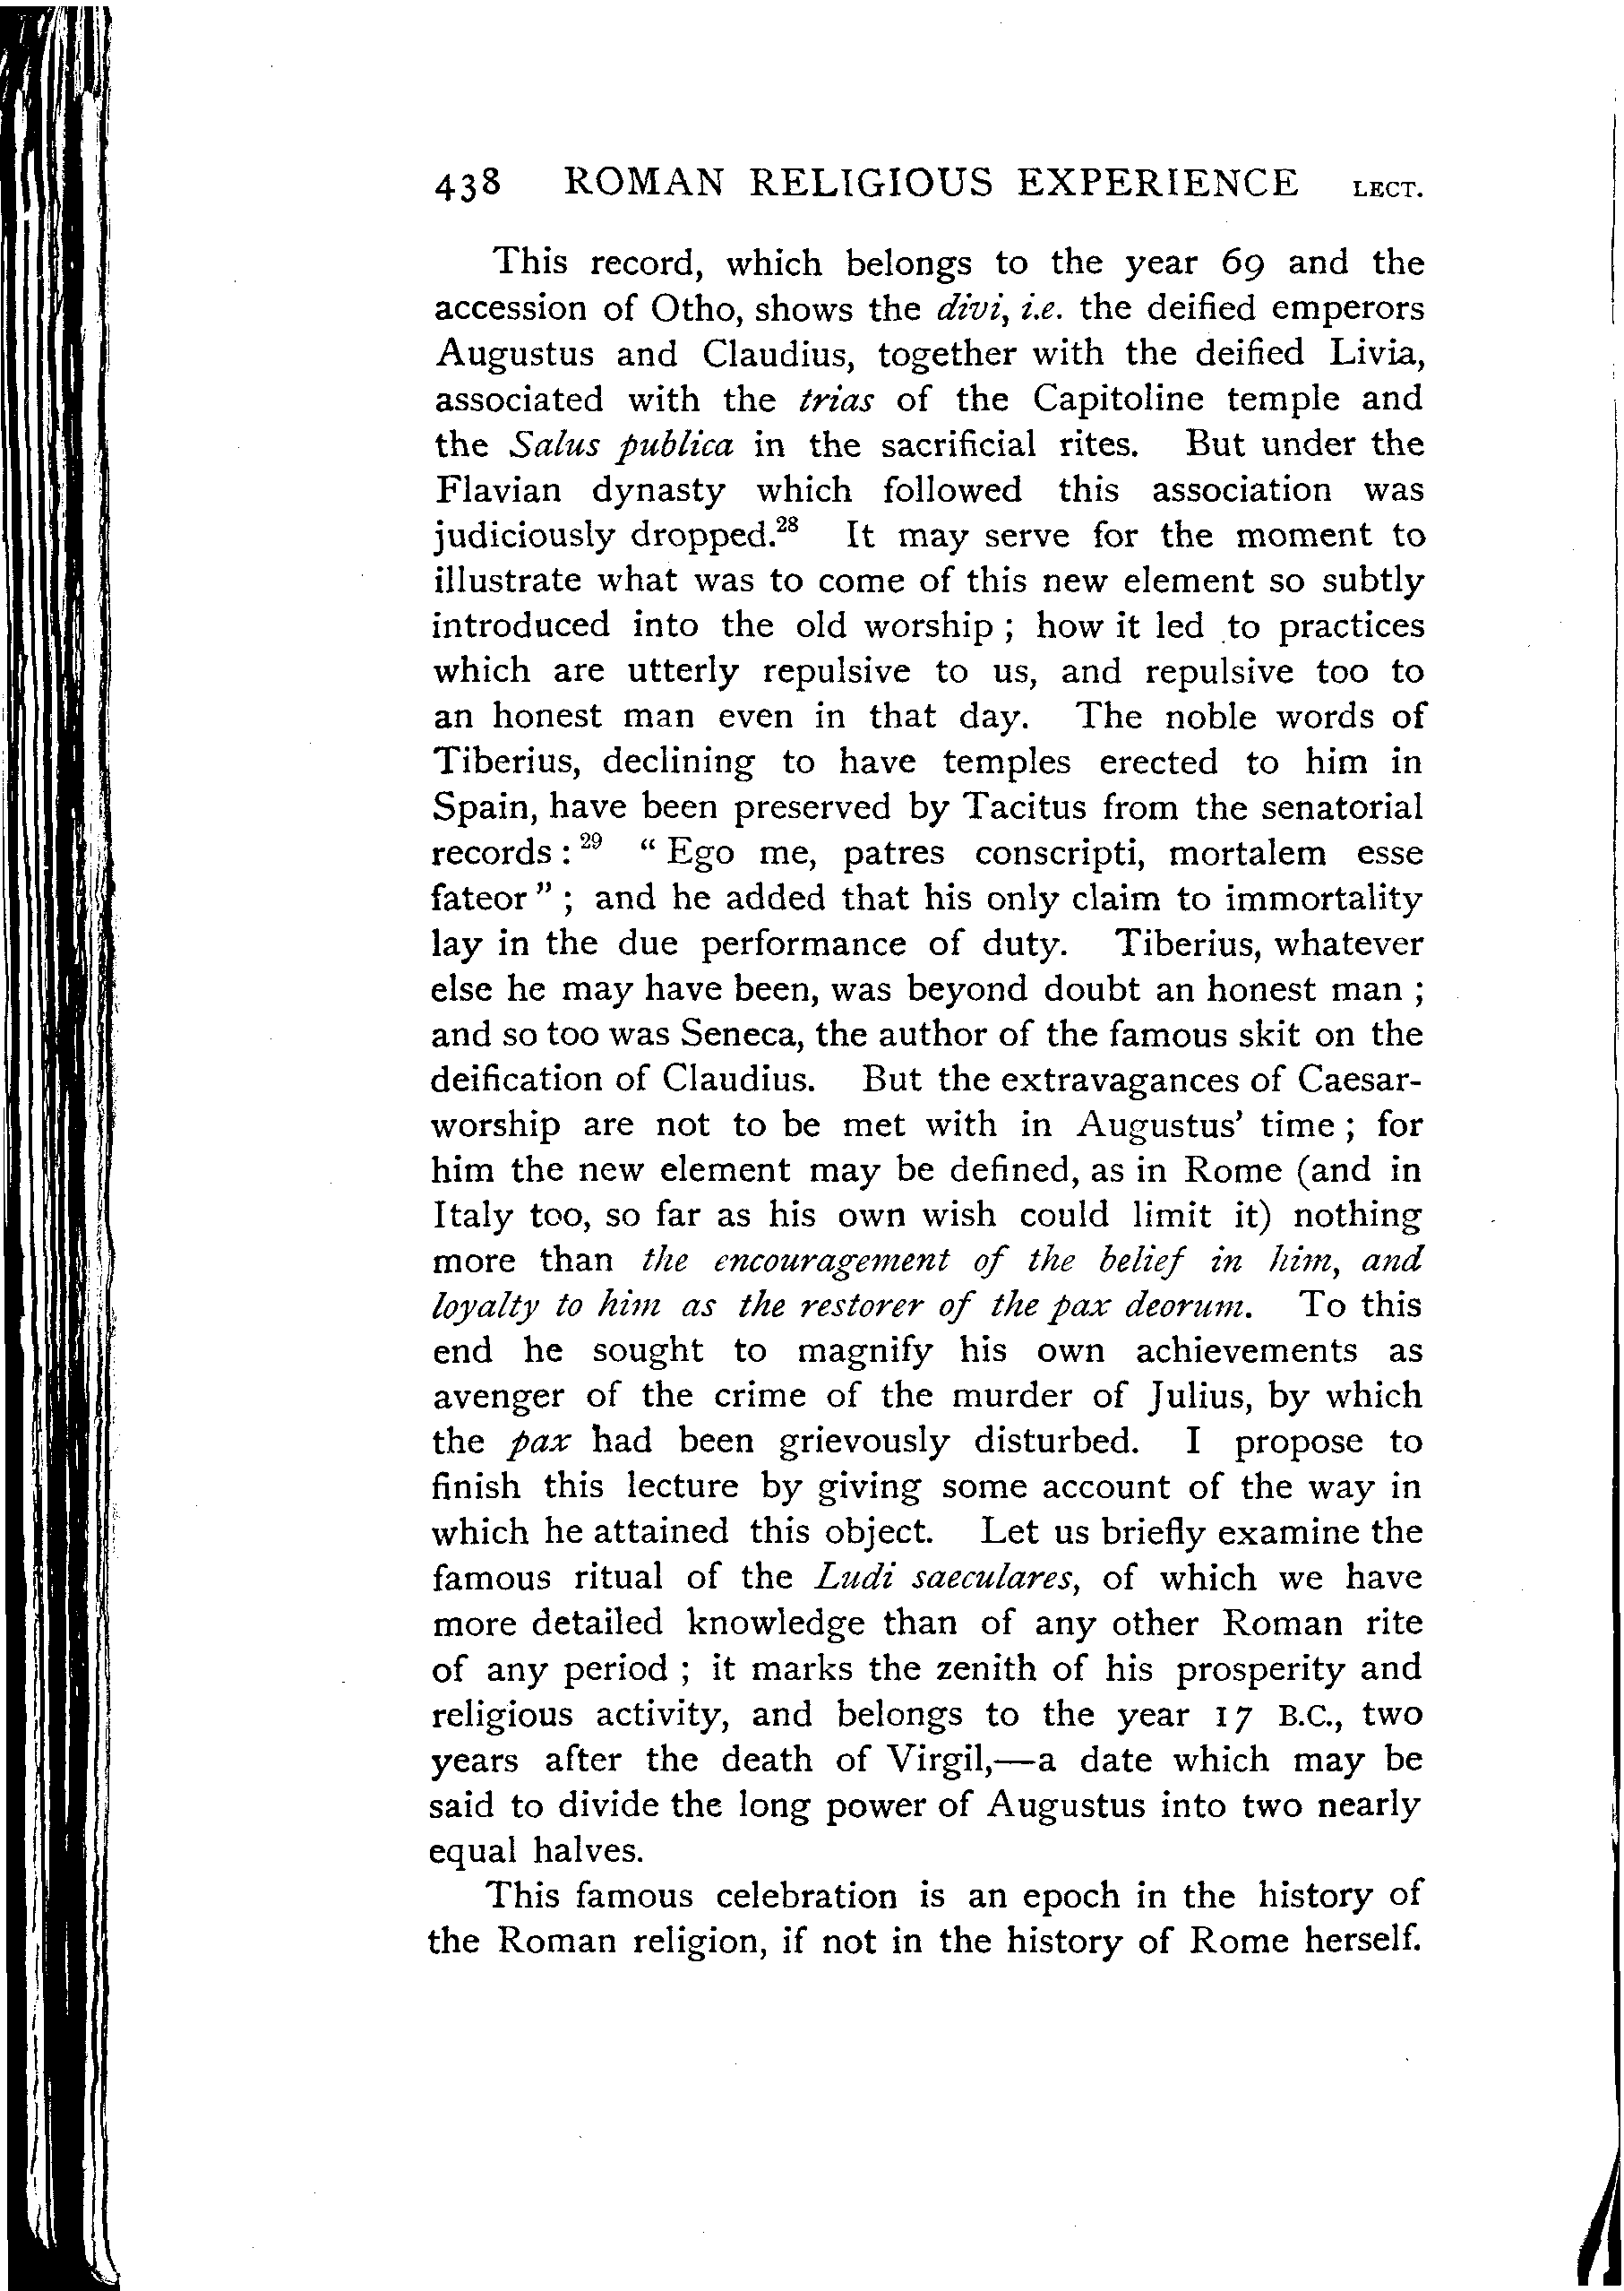 438 ROMAN RELIGIOUS EXPERIENCE LECT.
This record, which belongs to the year 69 and the
accession of Otho, shows the divi, i.e. the deified emperors
Augustus and Claudius, together with the deified Livia,
associated with the trias of the Capitoline temple and
the Salus publica in the sacrificial rites. But under the
Flavian dynasty which followed this association was
judiciously dropped.²⁸ It may serve for the moment to
illustrate what was to come of this new element so subtly
introduced into the old worship ; how it led to practices
which are utterly repulsive to us, and repulsive too to
an honest man even in that day. The noble words of
Tiberius, declining to have temples erected to him in
Spain, have been preserved by Tacitus from the senatorial
records : ²⁹ “ Ego me, patres conscripti, mortalem esse
fateor ” ; and he added that his only claim to immortality
lay in the due performance of duty. Tiberius, whatever
else he may have been, was beyond doubt an honest man ;
and so too was Seneca, the author of the famous skit on the
deification of Claudius. But the extravagances of Caesar-
worship are not to be met with in Augustus’ time ; for
him the new element may be defined, as in Rome (and in
Italy too, so far as his own wish could limit it) nothing
more than the encouragement of the belief in him, and
loyalty to him as the restorer of the pax deorum. To this
end he sought to magnify his own achievements as
avenger of the crime of the murder of Julius, by which
the pax had been grievously disturbed. I propose to
finish this lecture by giving some account of the way in
which he attained this object. Let us briefly examine the
famous ritual of the Ludi saeculares, of which we have
more detailed knowledge than of any other Roman rite
of any period ; it marks the zenith of his prosperity and
religious activity, and belongs to the year 17 B.C., two
years after the death of Virgil,—a date which may be
said to divide the long power of Augustus into two nearly
equal halves.
This famous celebration is an epoch in the history of
the Roman religion, if not in the history of Rome herself.